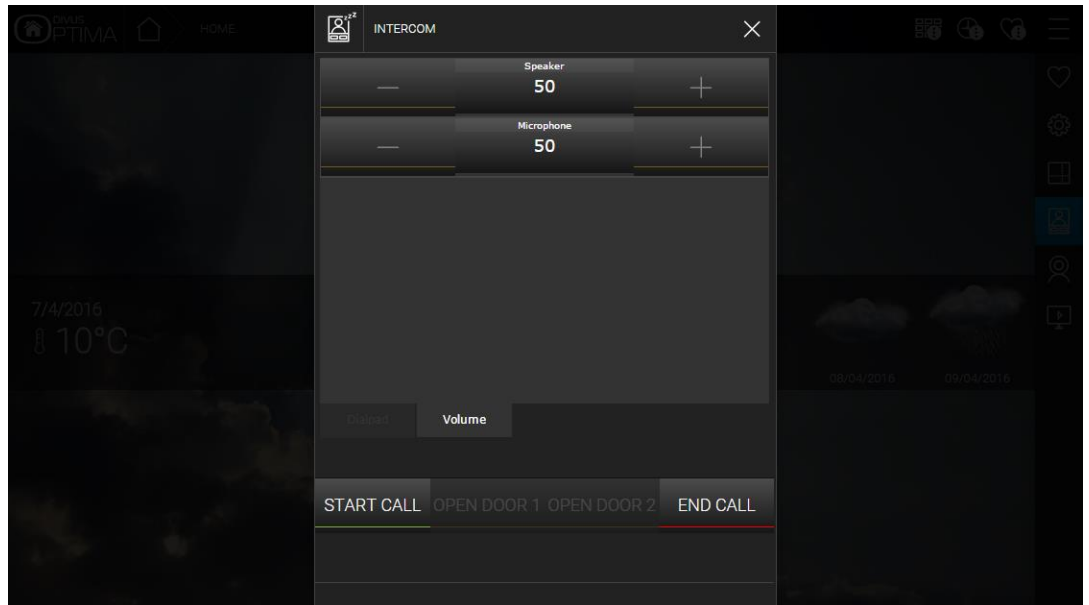 DIVUS
OPTIMA
HOME
zzz
INTERCOM
Speaker
50
Microphone
50
7/4/2016
10°C
08/04/2016
09/04/2016
Dialpad
Volume
START CALL
OPEN DOOR 1
OPEN DOOR 2
END CALL